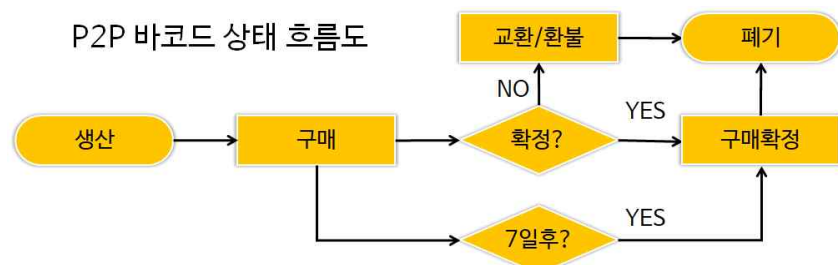 P2P 바코드 상태 흐름도
교환/환불
폐기
NO
YES
생산
구매
확정?
구매확정
YES
7일후?